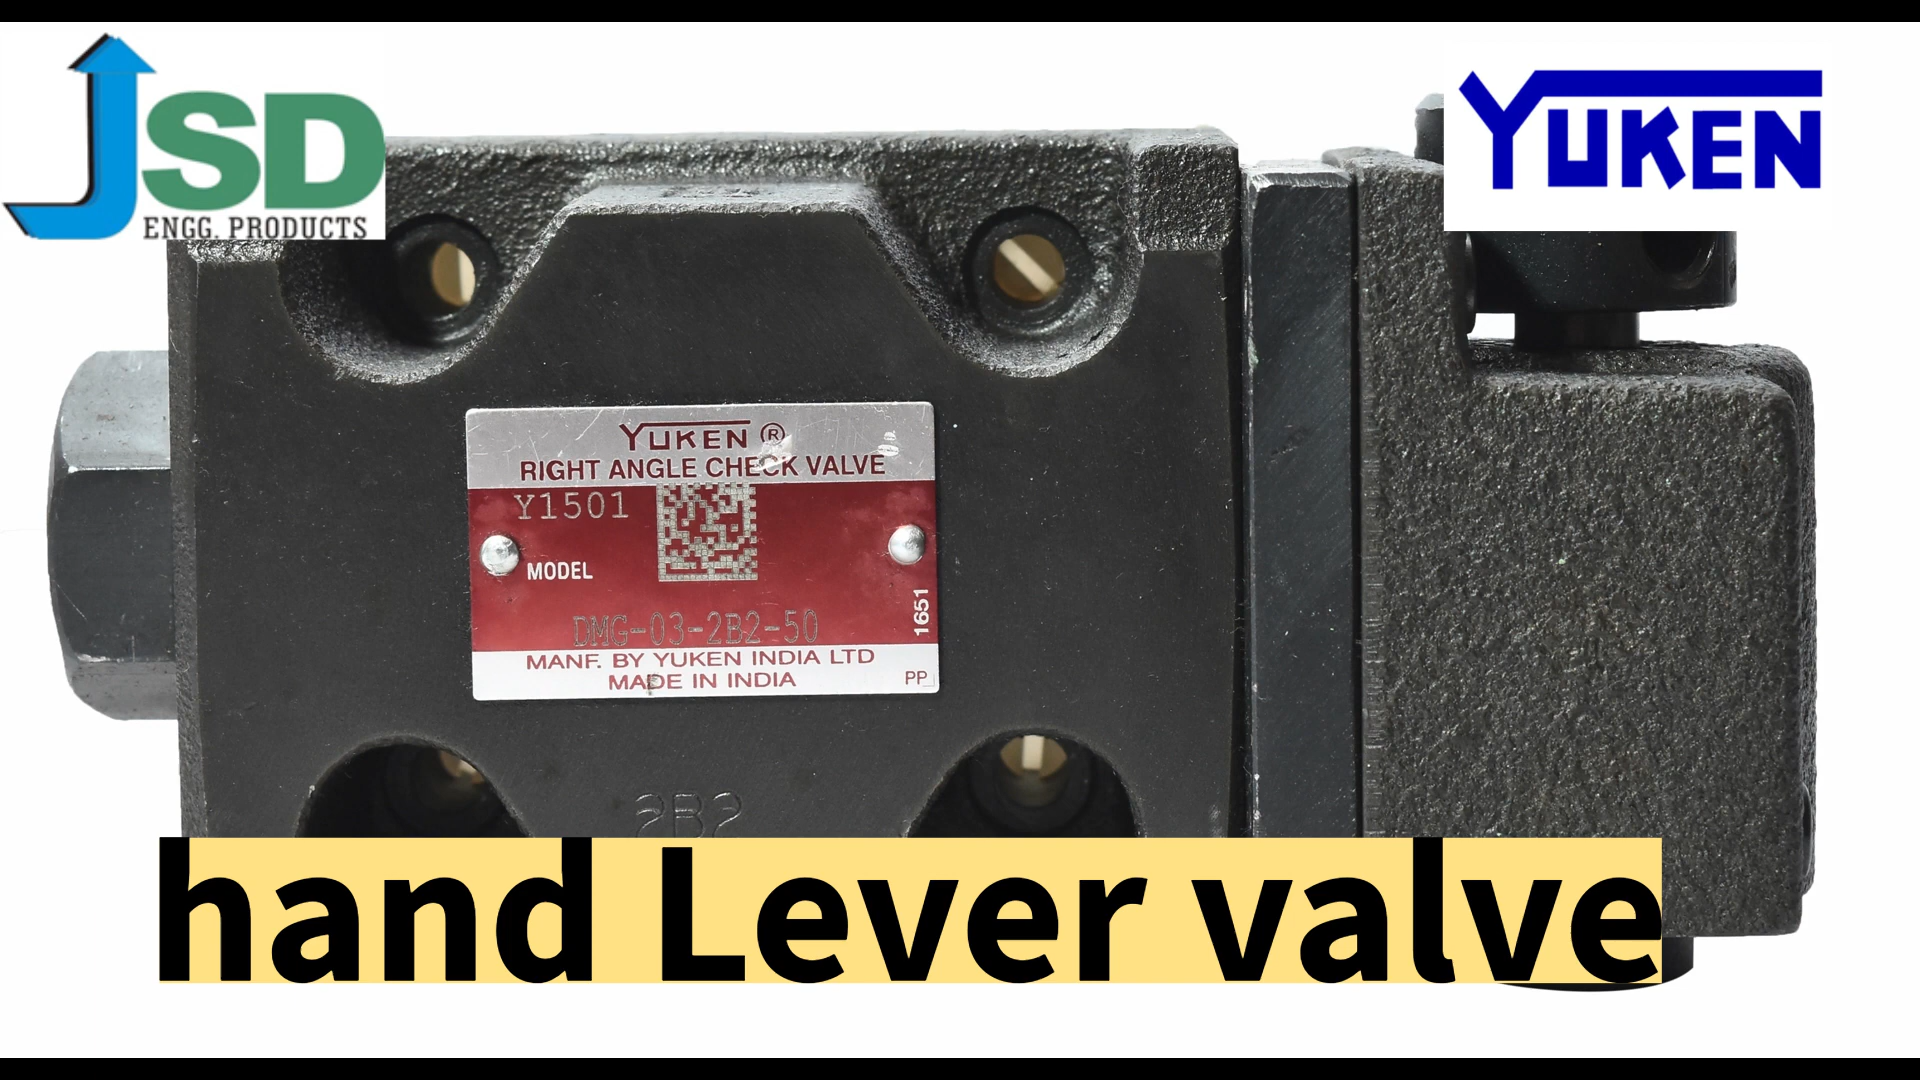 JSD
ENGG. PRODUCTS
YUKEN
YUKEN ®
RIGHT ANGLE CHECK VALVE
Y1501
MODEL
1651
DMG-03-2B2-50
MANF. BY YUKEN INDIA LTD
MADE IN INDIA
PP
2B2
hand Lever valve